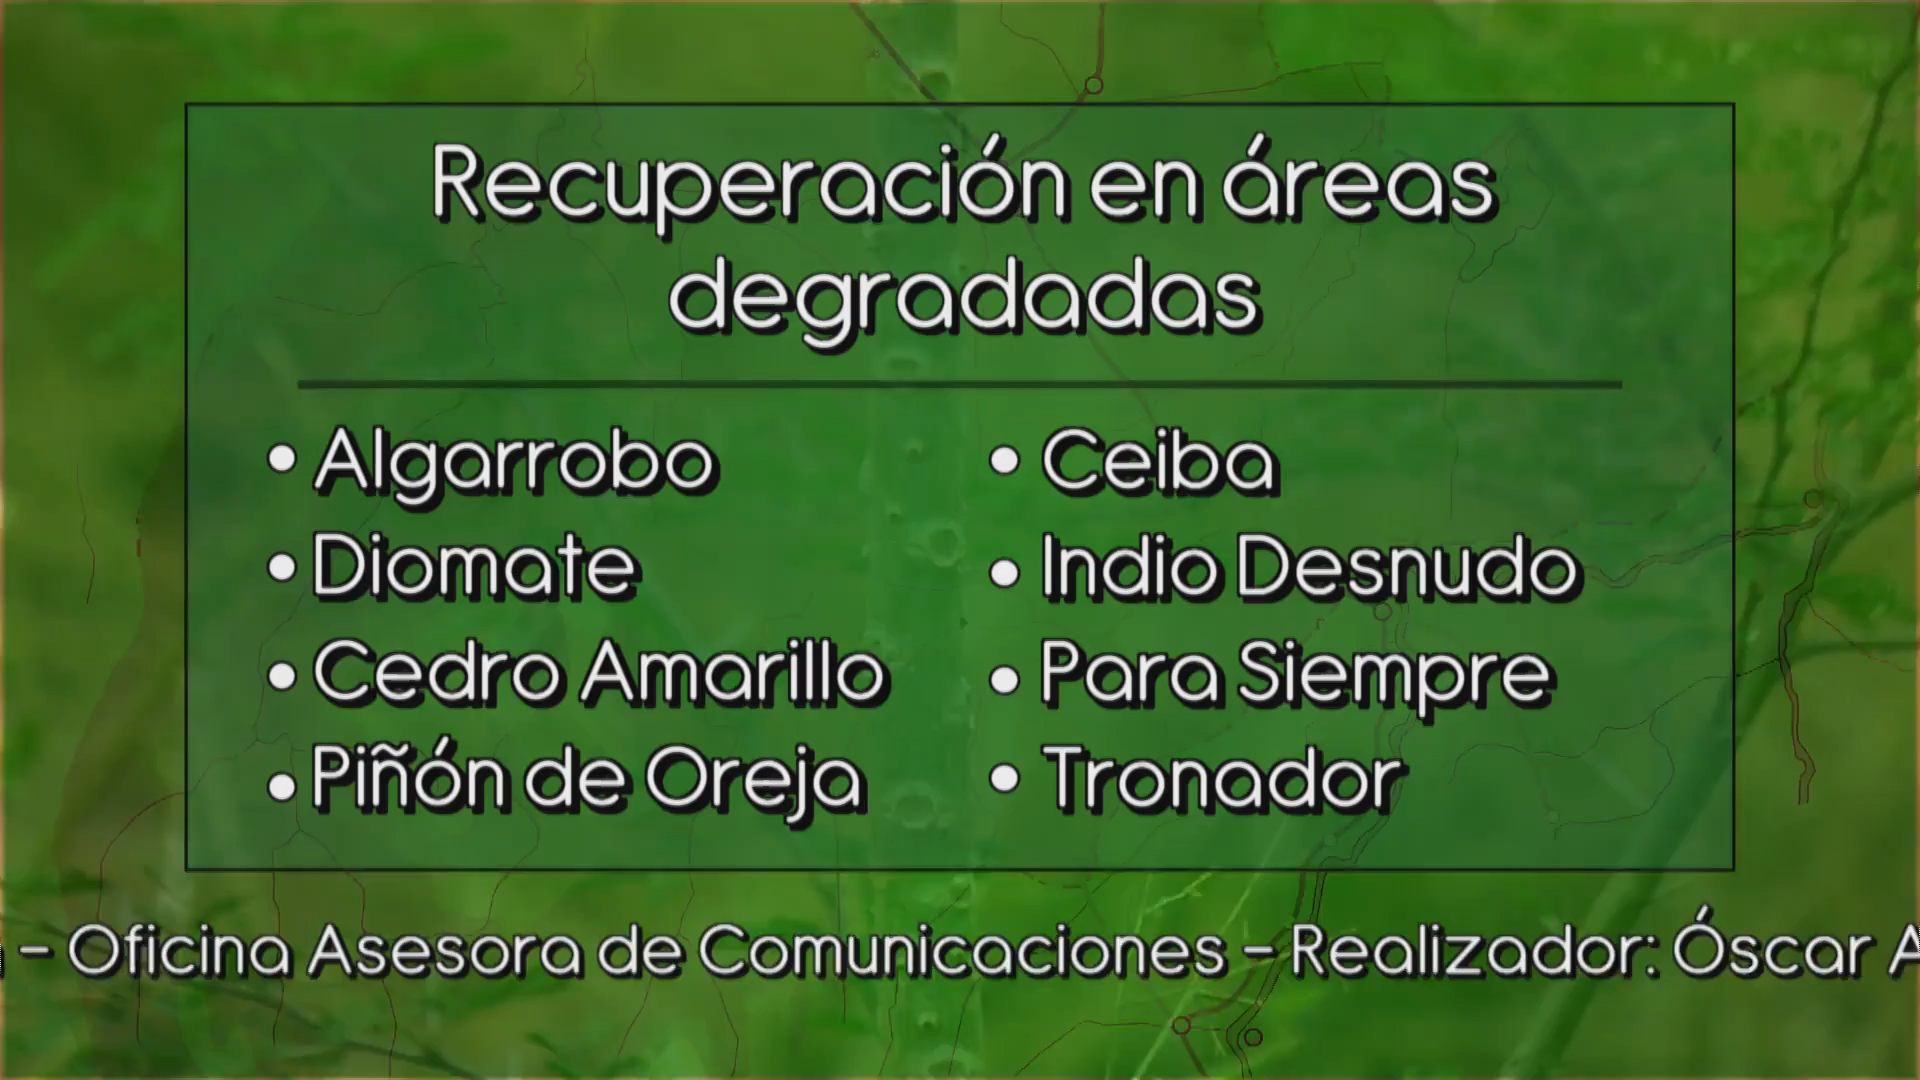 Recuperación en áreas
degradadas
• Algarrobo
• Diomate
• Cedro Amarillo
• Piñón de Oreja
• Ceiba
• Indio Desnudo
• Para Siempre
• Tronador
– Oficina Asesora de Comunicaciones – Realizador: Óscar A